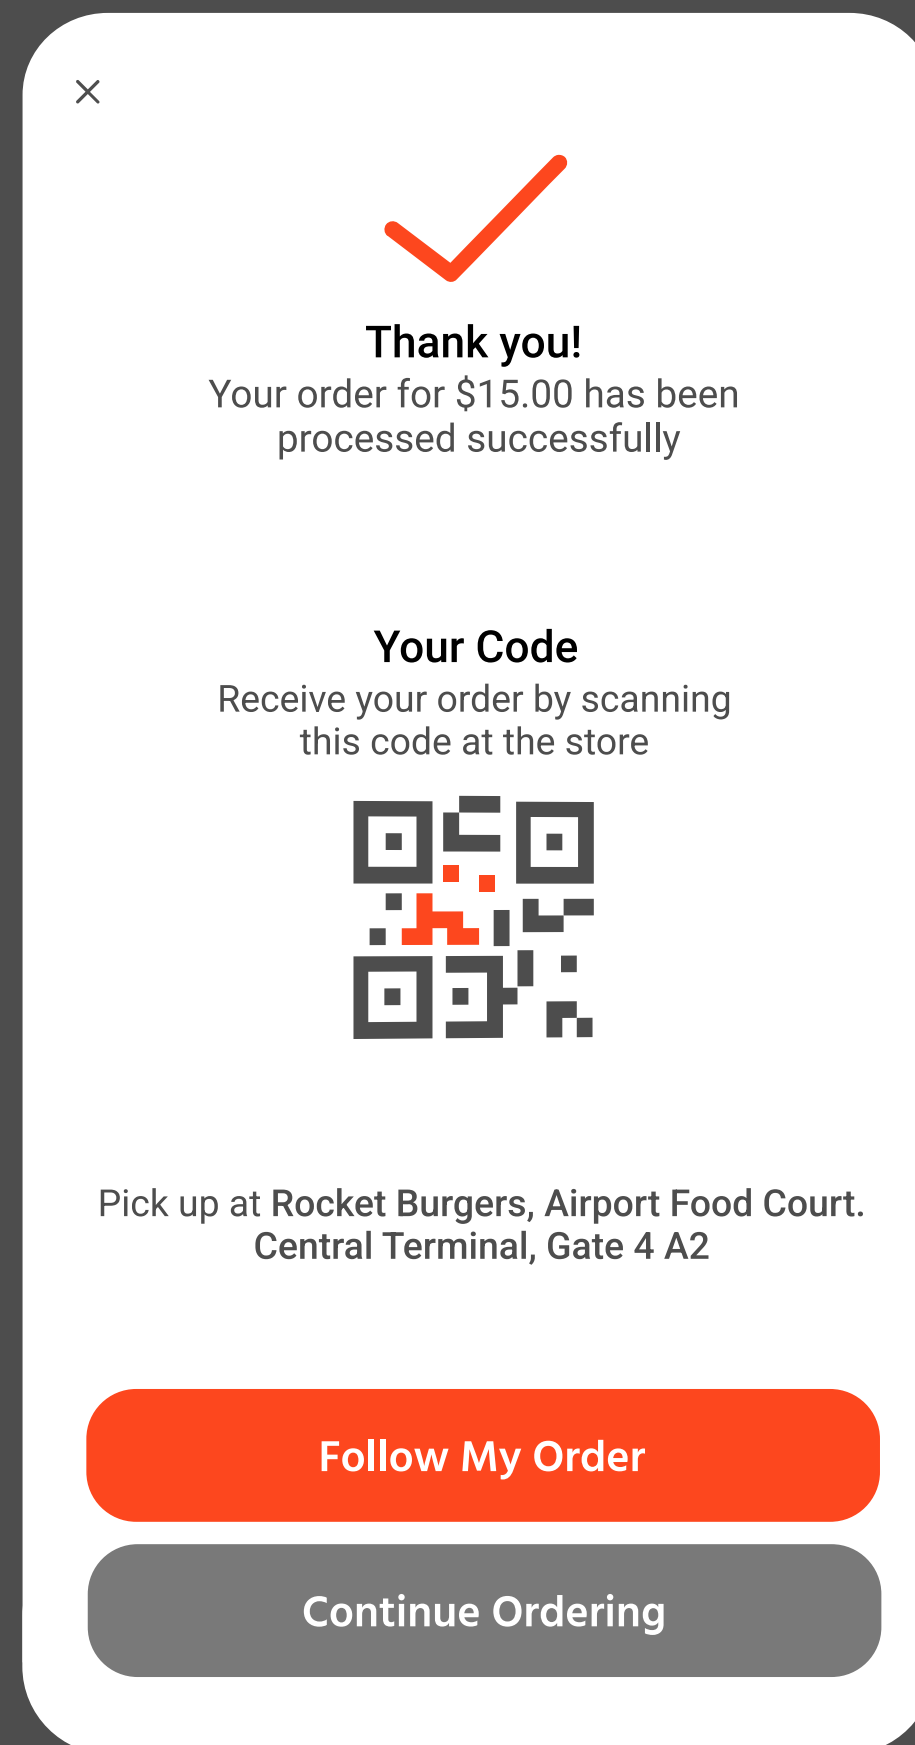 Thank you!
Your order for $15.00 has been
processed successfully
Your Code
Receive your order by scanning
this code at the store
Pick up at Rocket Burgers, Airport Food Court.
Central Terminal, Gate 4 A2
Follow My Order
Continue Ordering